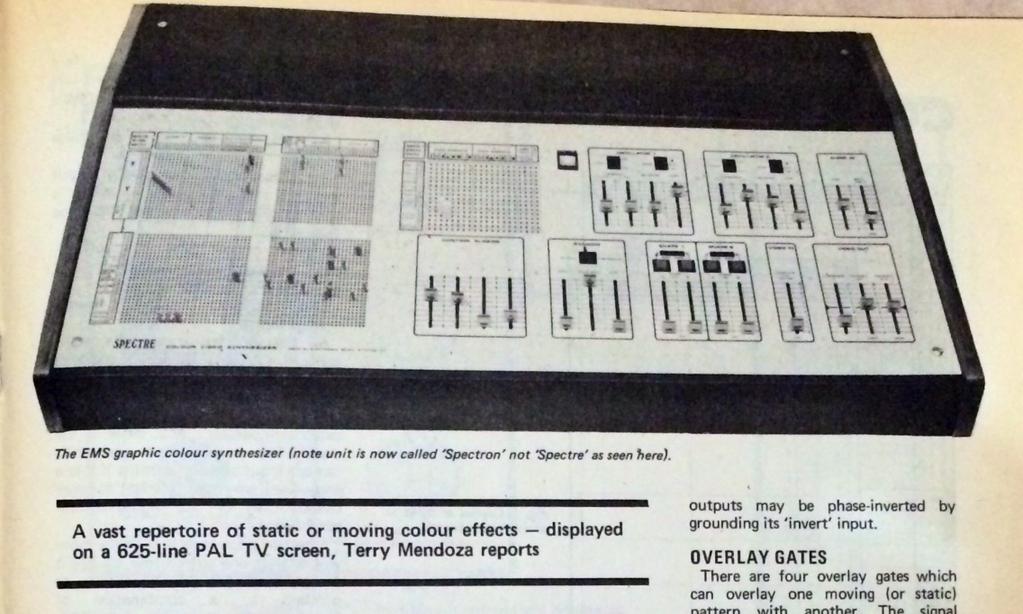 SPECTRE COLOUR VIDEO SYNTHESIZER
The EMS graphic colour synthesizer (note unit is now called 'Spectron' not 'Spectre' as seen here).
A vast repertoire of static or moving colour effects — displayed
on a 625-line PAL TV screen, Terry Mendoza reports
outputs may be phase-inverted by
grounding its 'invert' input.
OVERLAY GATES
There are four overlay gates which
can overlay one moving (or static)
pattern with another. The signal